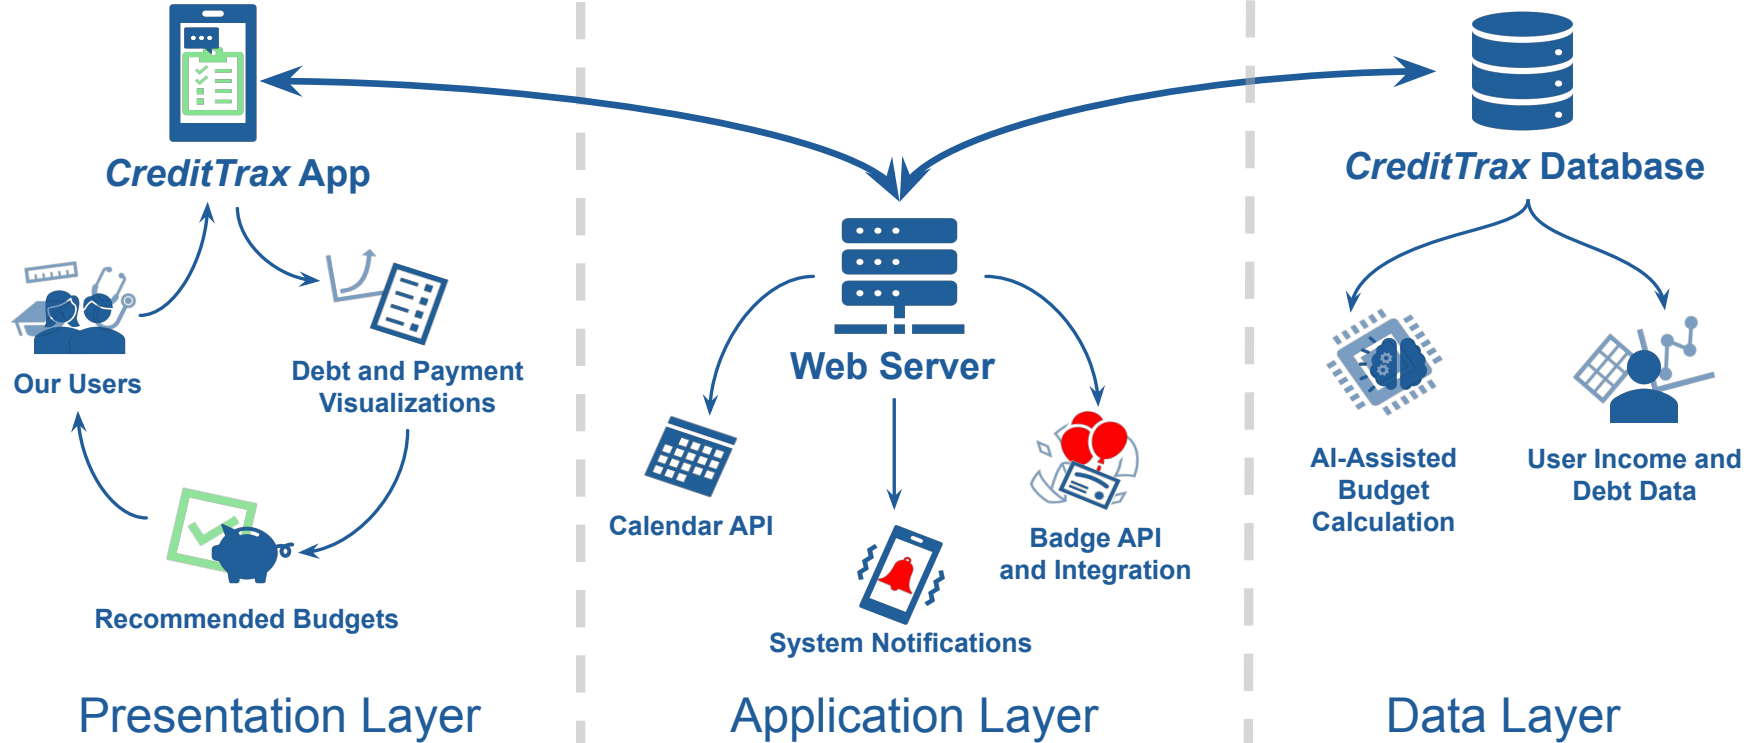 CreditTrax App
Our Users
Debt and Payment
Visualizations
Recommended Budgets
Presentation Layer
Web Server
Calendar API
System Notifications
Badge API
and Integration
Application Layer
CreditTrax Database
AI-Assisted
Budget
Calculation
User Income and
Debt Data
Data Layer